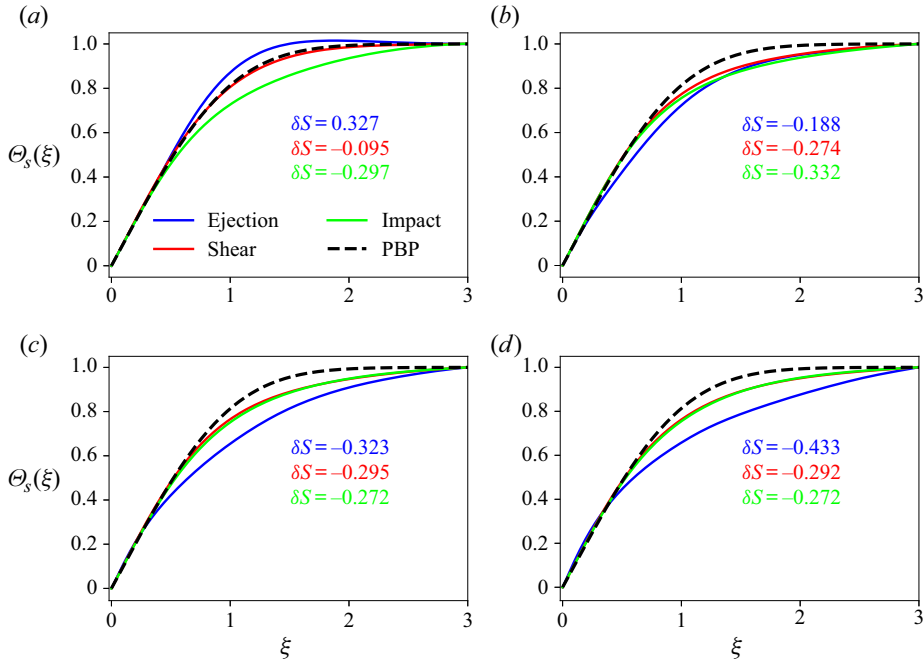 (a)
1.0
0.8
0.6
0.4
0.2
0
Θs(ξ)
δS = 0.327
δS = –0.095
δS = –0.297
Ejection
Impact
Shear
PBP
0
1
2
3
(b)
1.0
0.8
0.6
0.4
0.2
0
δS = –0.188
δS = –0.274
δS = –0.332
0
1
2
3
(c)
1.0
0.8
0.6
0.4
0.2
0
Θs(ξ)
δS = –0.323
δS = –0.295
δS = –0.272
0
1
2
3
ξ
(d)
1.0
0.8
0.6
0.4
0.2
0
δS = –0.433
δS = –0.292
δS = –0.272
0
1
2
3
ξ